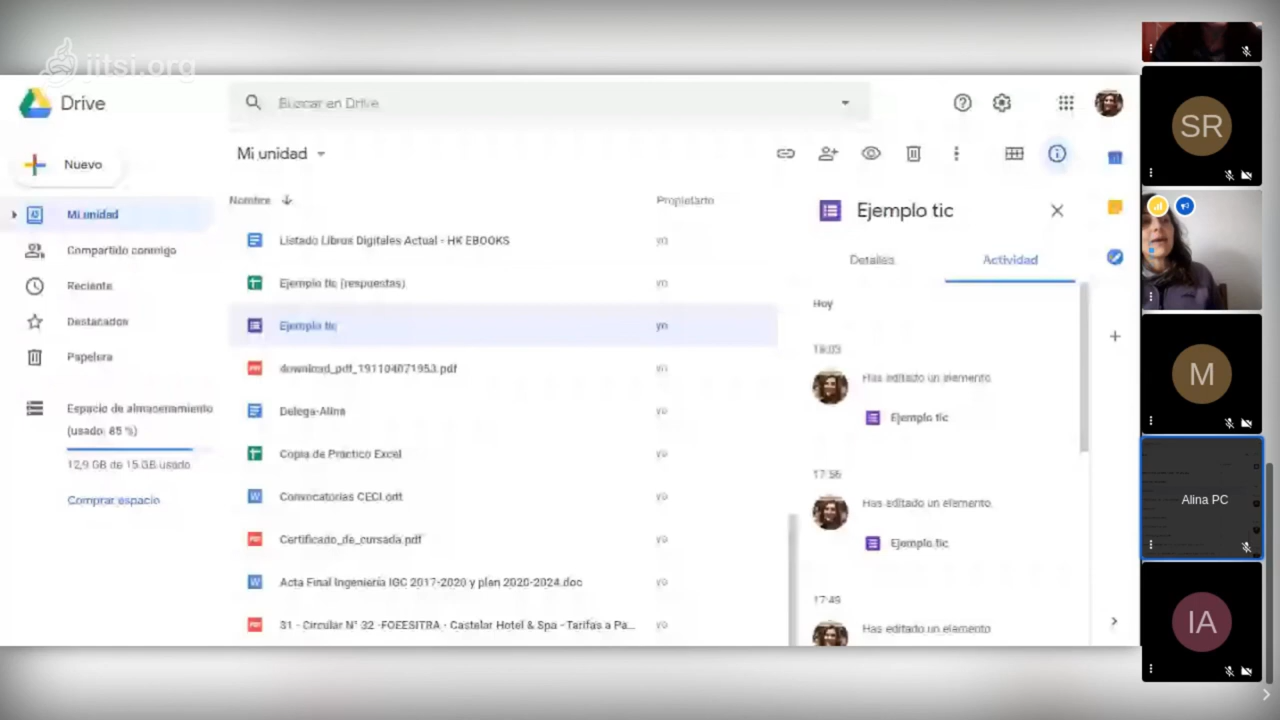 jitsi.org
Drive
Buscar en Drive
Nuevo
Mi unidad
Mi unidad
Compartido conmigo
Reciente
Destacados
Papelera
Espacio de almacenamiento
(usado: 85 %)
12,9 GB de 15 GB usado
Comprar espacio
Nombre Propietario
Listado Libros Digitales Actual - HK EBOOKS yo
Ejemplo tic (respuestas) yo
Ejemplo tic yo
download_pdf_191104071953.pdf yo
Delega-Alina yo
Copia de Práctico Excel yo
Convocatorias CECI.odt yo
Certificado_de_cursada.pdf yo
Acta Final Ingeniería IGC 2017-2020 y plan 2020-2024.doc yo
31 - Circular N° 32 -FOEESITRA - Castelar Hotel & Spa - Tarifas a Pa... yo
Ejemplo tic
Detalles Actividad
Hoy
18:03
Has editado un elemento
Ejemplo tic
17:56
Has editado un elemento
Ejemplo tic
17:49
Has editado un elemento
SR
M
Alina PC
IA